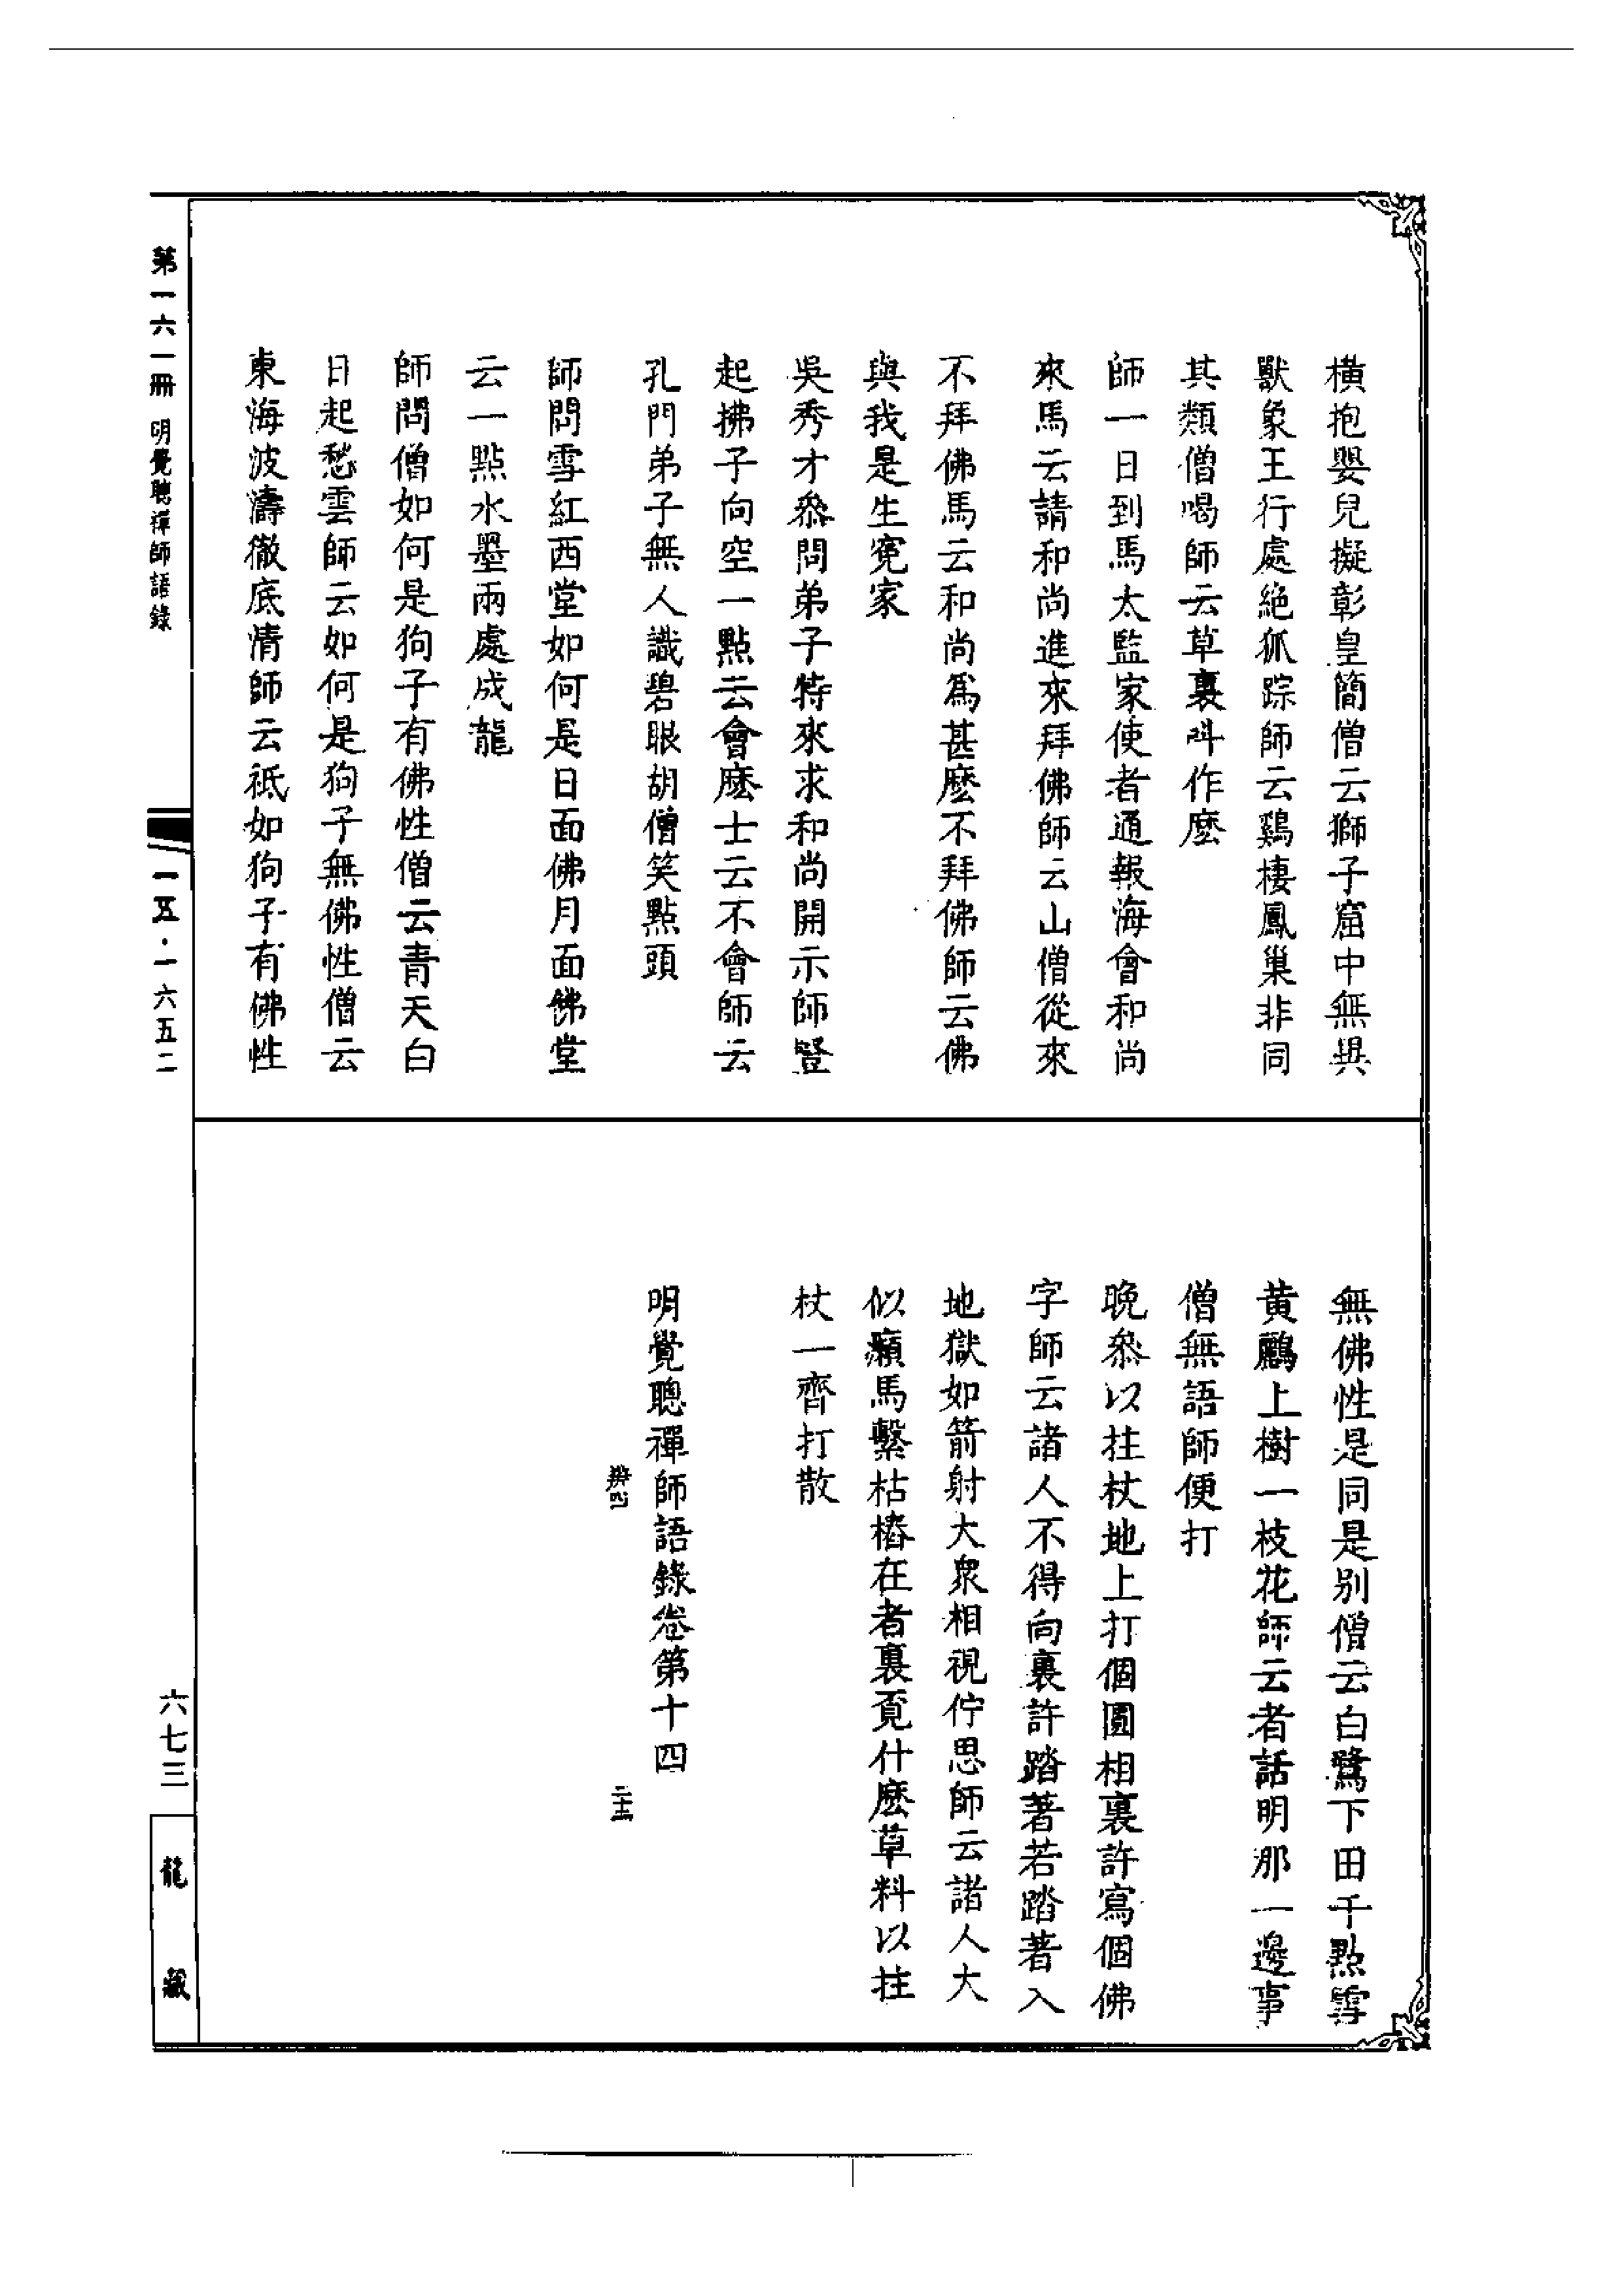 橫抱嬰兒擬彰皇簡僧云獅子窟中無異
獸象王行處絕狐踪師云鷄棲鳳巢非同
其類僧喝師云草裏呌作麽
師一日到馬太監家使者通報海會和尚
來馬云請和尚進來拜佛師云山僧從來
不拜佛馬云和尚爲甚麽不拜佛師云佛
與我是生寃家
吳秀才叅問弟子特來求和尚開示師豎
起拂子向空一點云會麽士云不會師云
孔門弟子無人識碧眼胡僧笑點頭
師問雪紅西堂如何是日面佛月面佛堂
云一點水墨兩處成龍
師問僧如何是狗子有佛性僧云青天白
日起愁雲師云如何是狗子無佛性僧云
東海波濤徹底清師云祗如狗子有佛性
無佛性是同是別僧云白鷺下田千點雪
黃鸝上樹一枝花師云者話明那一邊事
僧無語師便打
晚叅以拄杖地上打個圓相裏許寫個佛
字師云諸人不得向裏許踏著若踏著入
地獄如箭射大衆相視佇思師云諸人大
似癩馬繫枯樁在者裏覓什麽草料以拄
杖一齊打散
明覺聰禪師語錄卷第十四
第一六一冊 明覺聰禪師語錄
一五·一六五二
六七三
龍藏